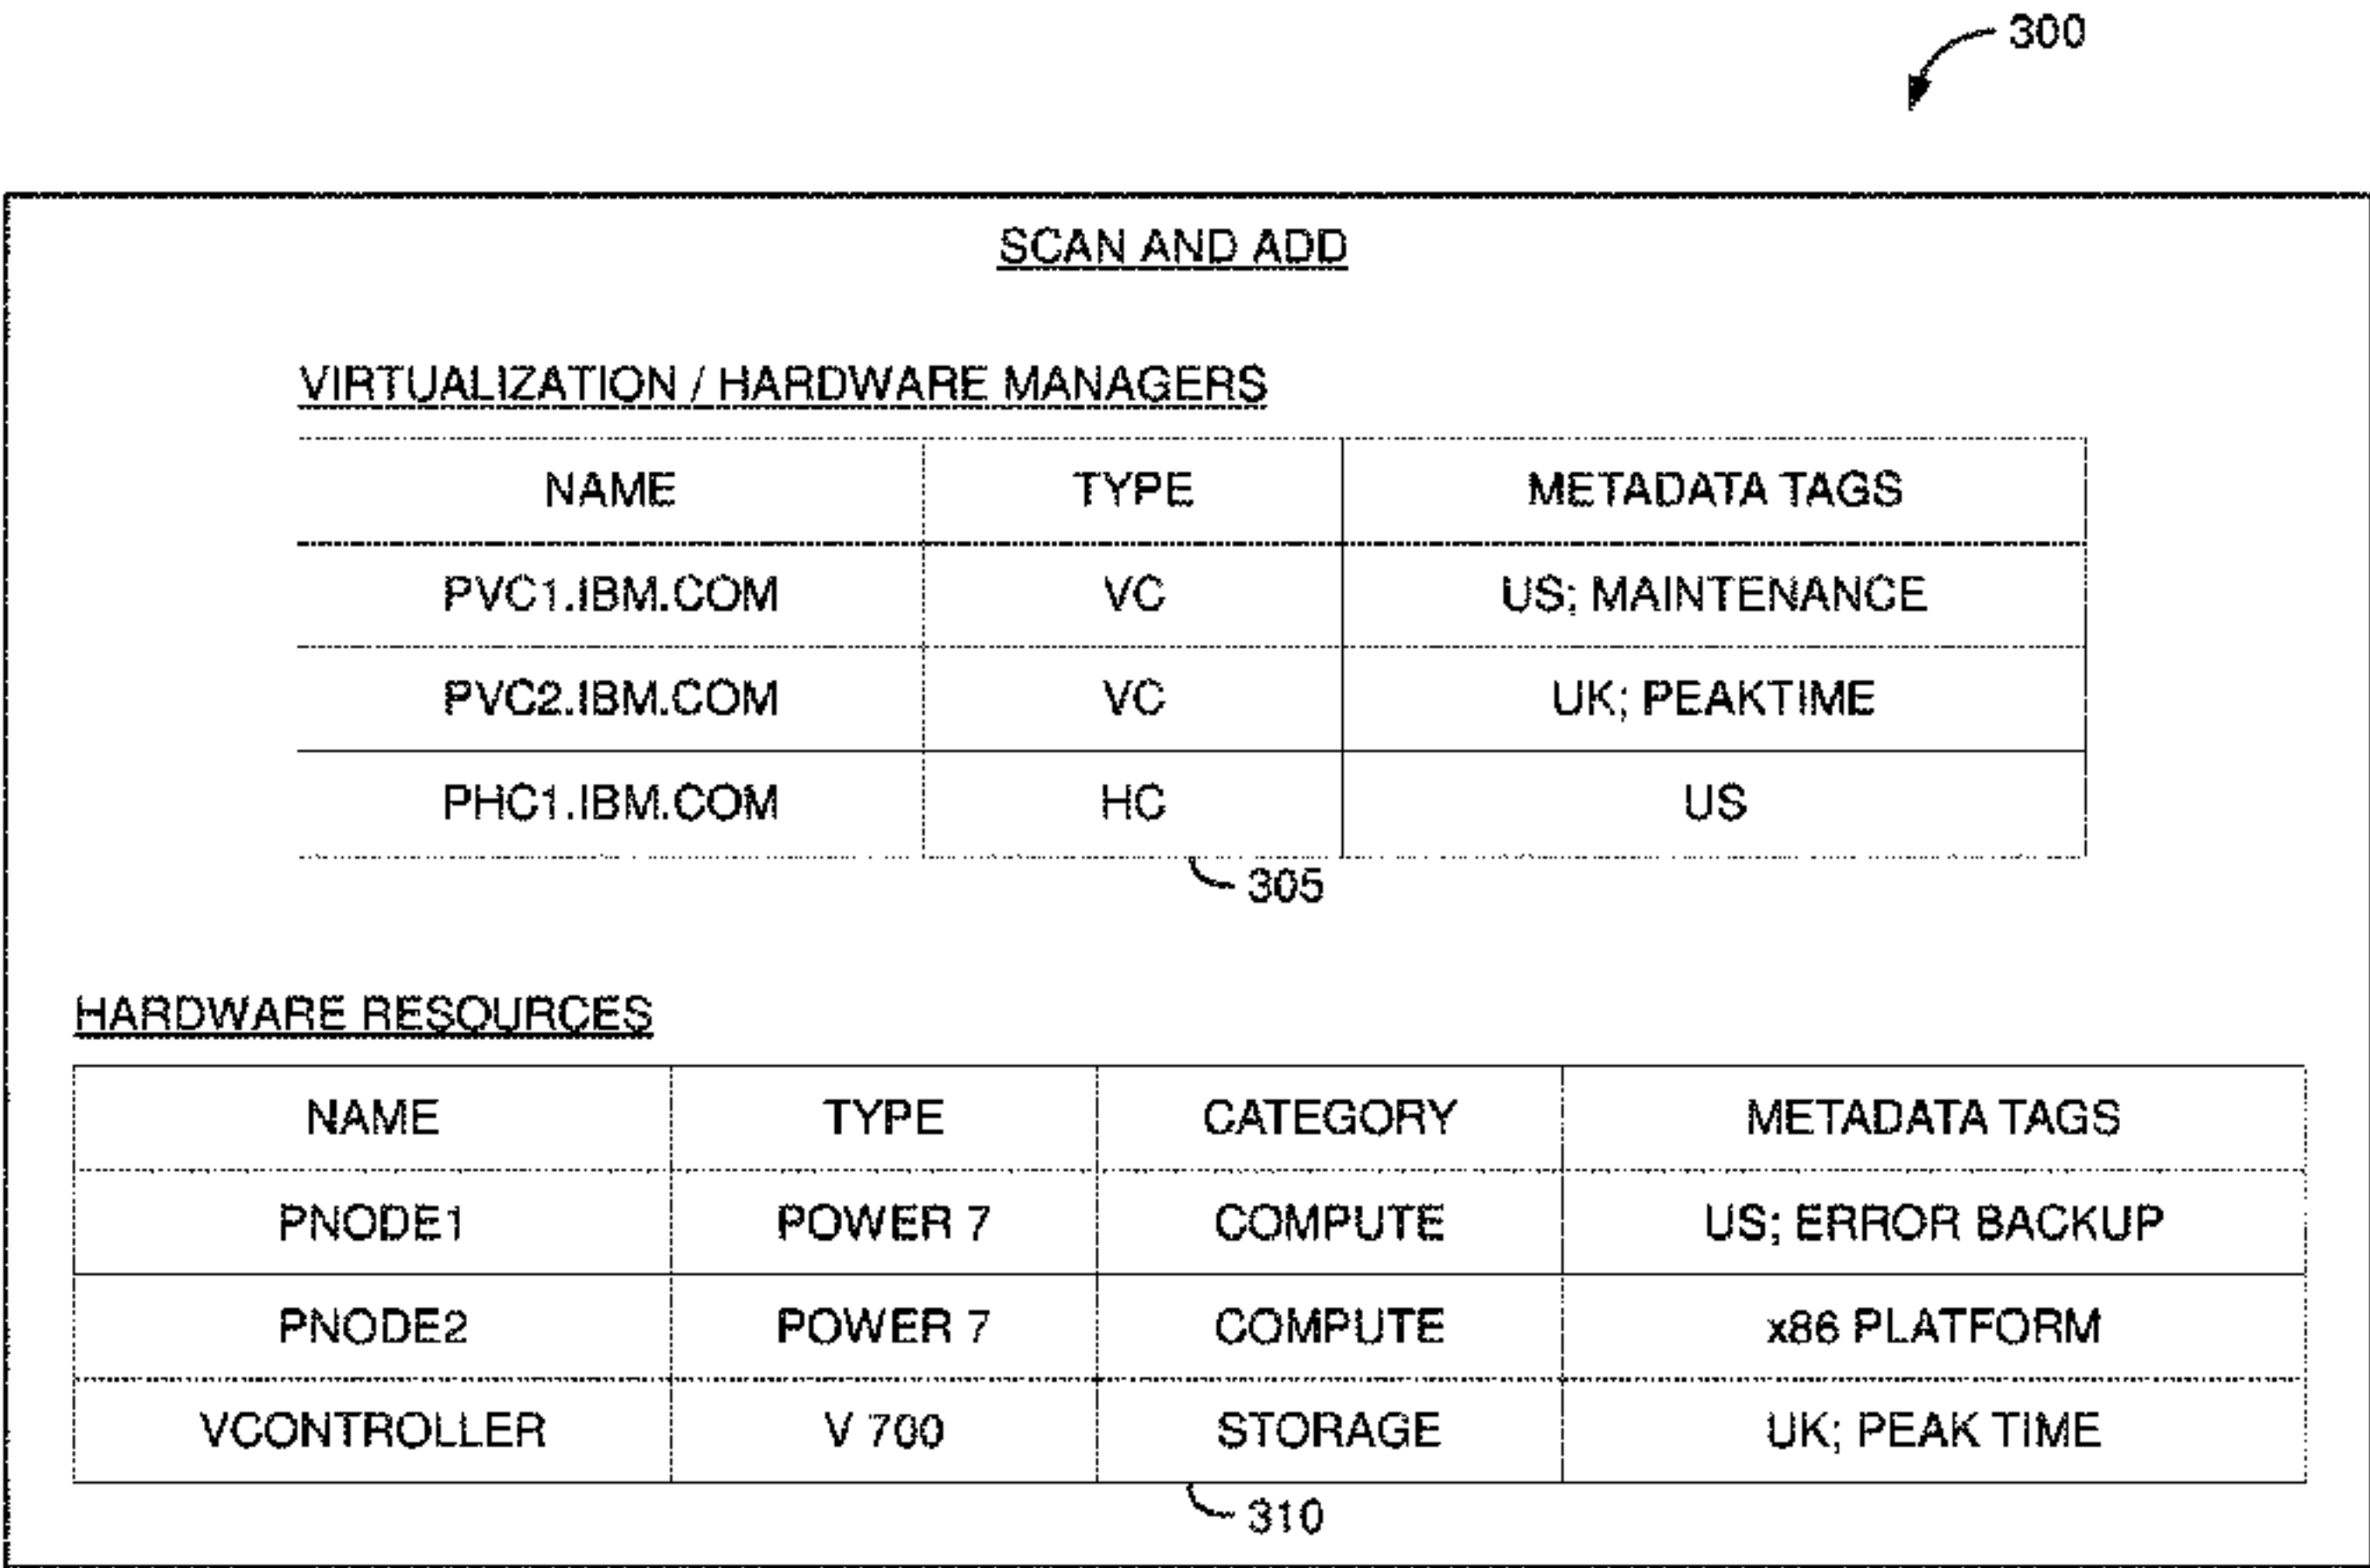 300
SCAN AND ADD
VIRTUALIZATION / HARDWARE MANAGERS
NAME TYPE METADATA TAGS
PVC1.IBM.COM VC US; MAINTENANCE
PVC2.IBM.COM VC UK; PEAKTIME
PHC1.IBM.COM HC US
305
HARDWARE RESOURCES
NAME TYPE CATEGORY METADATA TAGS
PNODE1 POWER 7 COMPUTE US; ERROR BACKUP
PNODE2 POWER 7 COMPUTE x86 PLATFORM
VCONTROLLER V 700 STORAGE UK; PEAK TIME
310